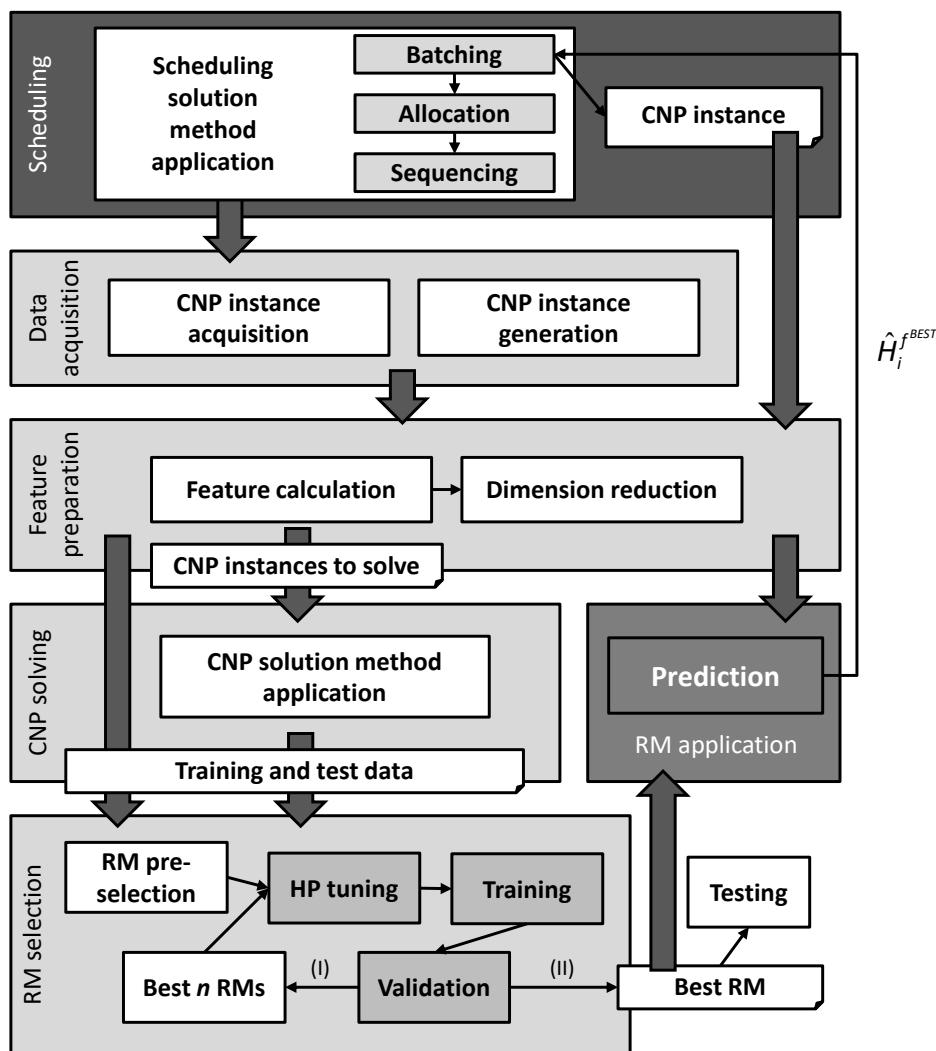 Scheduling
Scheduling
solution
method
application
Batching
Allocation
Sequencing
CNP instance
Data
acquisition
CNP instance
acquisition
CNP instance
generation
Ĥ_i^{f^{BEST}}
Feature
preparation
Feature calculation
Dimension reduction
CNP instances to solve
CNP solving
CNP solution method
application
Training and test data
Prediction
RM application
RM selection
RM pre-
selection
HP tuning
Training
Testing
Best n RMs
(I)
Validation
(II)
Best RM